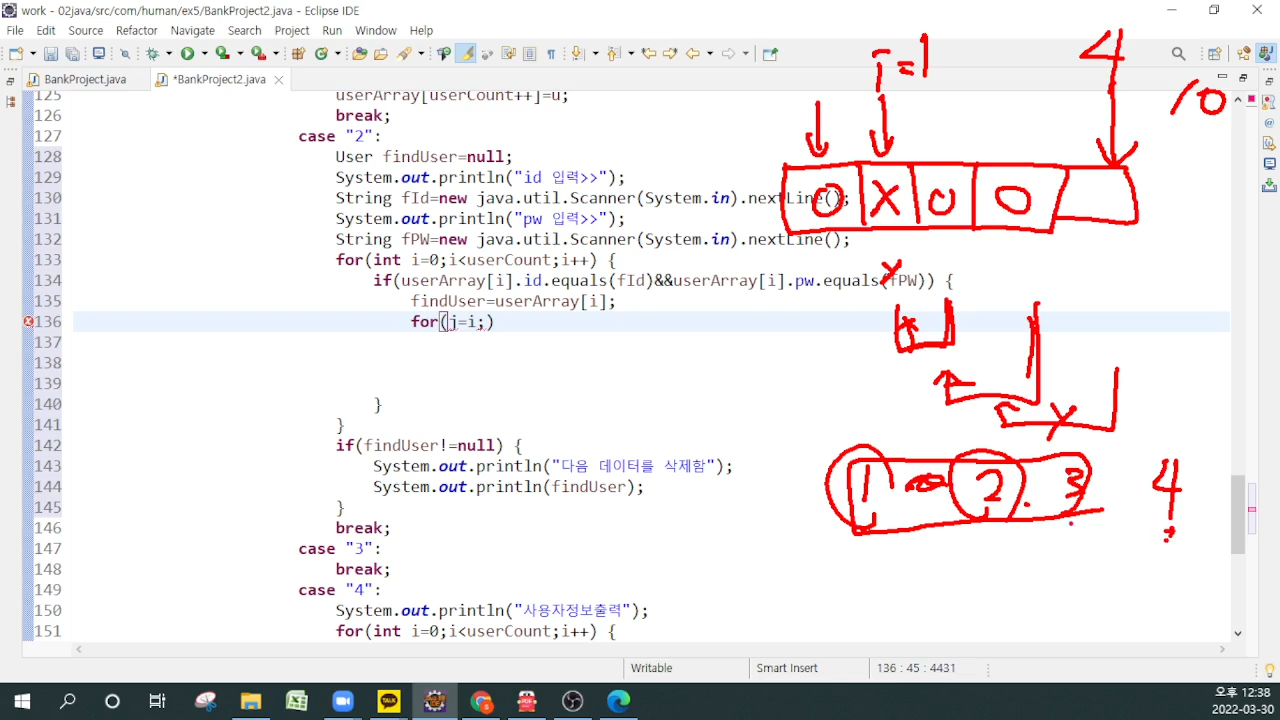 work - 02java/src/com/human/ex5/BankProject2.java - Eclipse IDE
File Edit Source Refactor Navigate Search Project Run Window Help
BankProject.java *BankProject2.java
125 userArray[userCount++]=u;
126 break;
127 case "2":
128 User findUser=null;
129 System.out.println("id 입력>>");
130 String fId=new java.util.Scanner(System.in).nextLine();
131 System.out.println("pw 입력>>");
132 String fPW=new java.util.Scanner(System.in).nextLine();
133 for(int i=0;i<userCount;i++) {
134 if(userArray[i].id.equals(fId)&&userArray[i].pw.equals(fPW)) {
135 findUser=userArray[i];
136 for(j=i;)
137
138
139
140 }
141 }
142 if(findUser!=null) {
143 System.out.println("다음 데이터를 삭제함");
144 System.out.println(findUser);
145 }
146 break;
147 case "3":
148 break;
149 case "4":
150 System.out.println("사용자정보출력");
151 for(int i=0;i<userCount;i++) {
i=1
4
10
O X O O
1 2. 3 4
Writable Smart Insert 136 : 45 : 4431
오후 12:38
2022-03-30